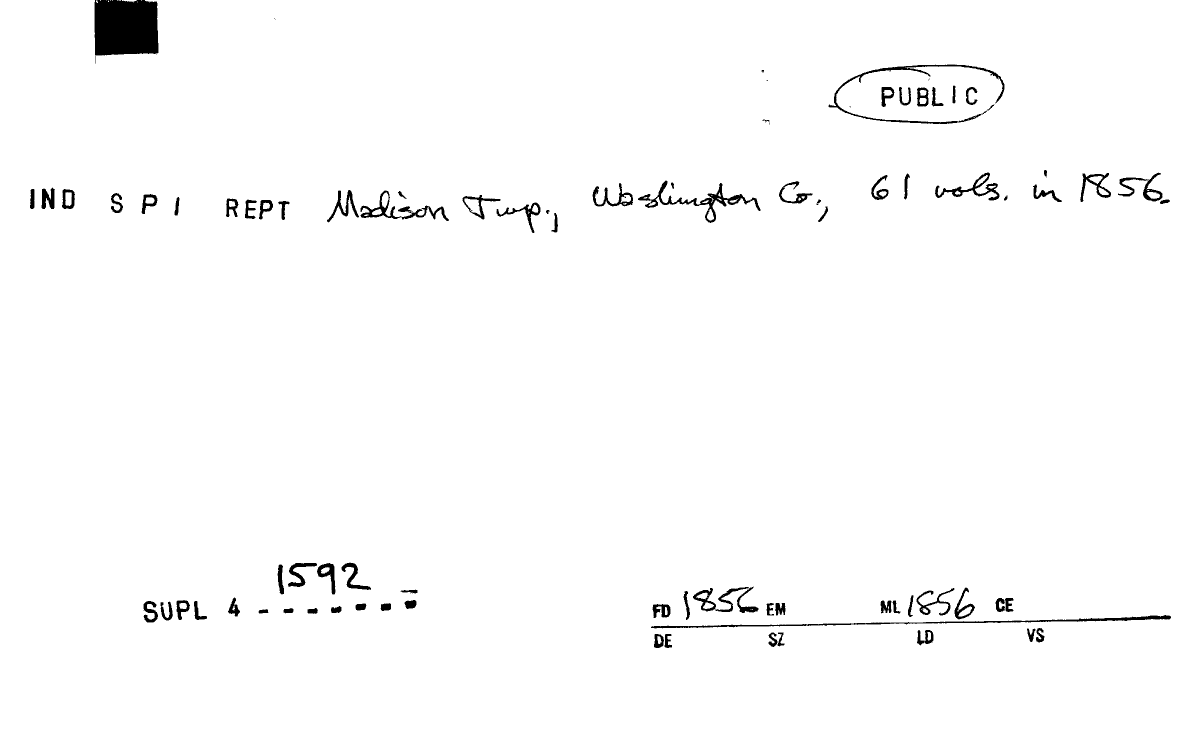 PUBLIC
IND SPI REPT Madison Twp., Washington Co., 61 vols. in 1856.
1592
SUPL 4 - - - - - - -
FD 1856 EM ML 1856 CE
DE SZ LD VS